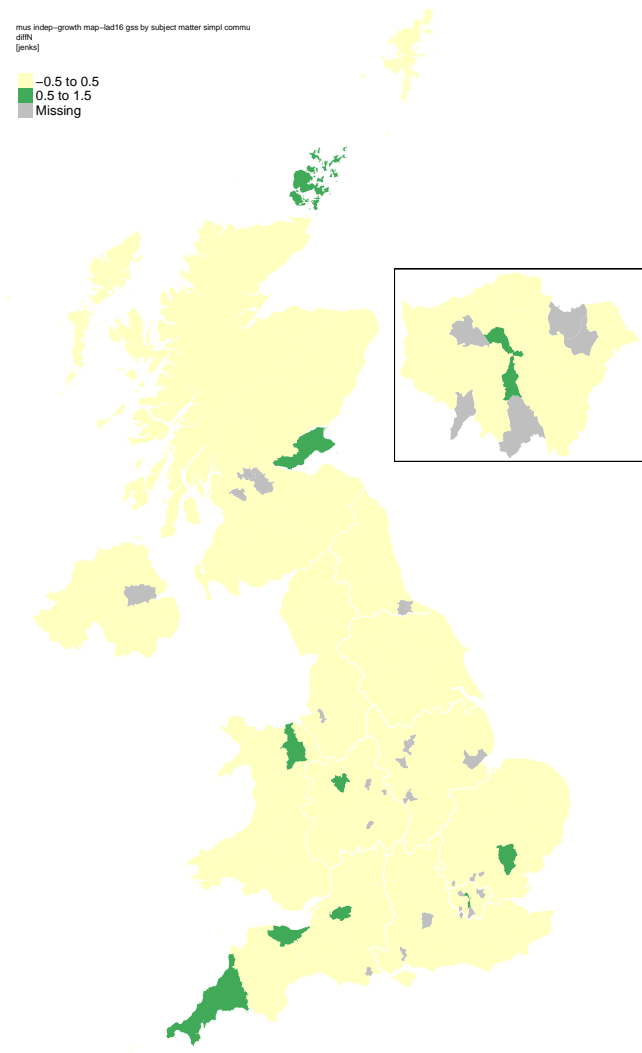 mus indep−growth map−lad16 gss by subject matter simpl commu
diffN
[jenks]
−0.5 to 0.5
0.5 to 1.5
Missing